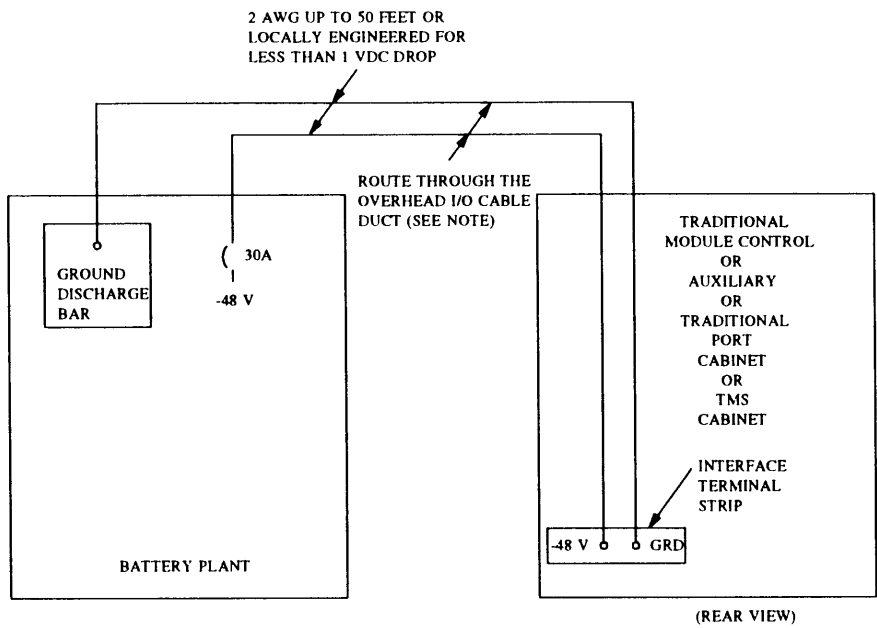 2 AWG UP TO 50 FEET OR
LOCALLY ENGINEERED FOR
LESS THAN 1 VDC DROP
ROUTE THROUGH THE
OVERHEAD I/O CABLE
DUCT (SEE NOTE)
GROUND
DISCHARGE
BAR
30A
-48 V
BATTERY PLANT
TRADITIONAL
MODULE CONTROL
OR
AUXILIARY
OR
TRADITIONAL
PORT
CABINET
OR
TMS
CABINET
INTERFACE
TERMINAL
STRIP
-48 V
GRD
(REAR VIEW)